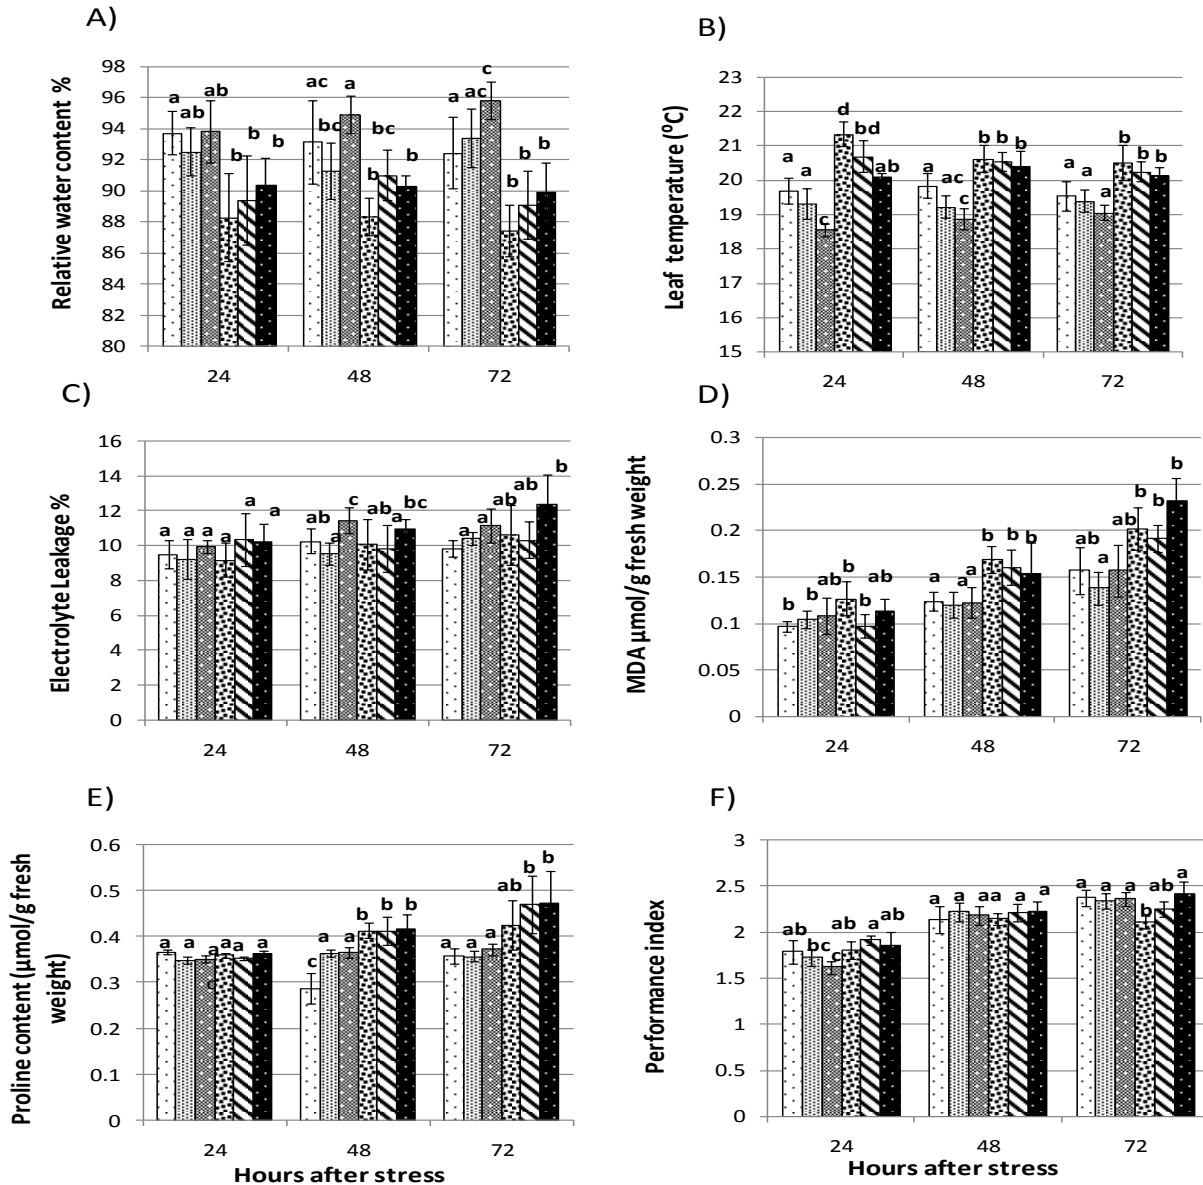 A)
Relative water content %
98
96
94
92
90
88
86
84
82
80
a ab ab b b b
ac bc a b bc b
a ac c b b b
24 48 72
B)
Leaf temperature (⁰C)
23
22
21
20
19
18
17
16
15
a a c d bd ab
a ac c b b b
a a a b b b
24 48 72
C)
Electrolyte Leakage %
16
14
12
10
8
6
4
2
0
a a a a a a
ab a c ab a bc
a a a ab ab b
24 48 72
D)
MDA µmol/g fresh weight
0.3
0.25
0.2
0.15
0.1
0.05
0
b b ab b b ab
a a a b b b
ab a ab b b b
24 48 72
E)
Proline content (µmol/g fresh
weight)
0.6
0.5
0.4
0.3
0.2
0.1
0
a a a a a a
c a a b b b
a a a ab b b
24 48 72
Hours after stress
F)
Performance index
3
2.5
2
1.5
1
0.5
0
ab bc c ab a ab
a a aa a a
a a a b ab a
24 48 72
Hours after stress